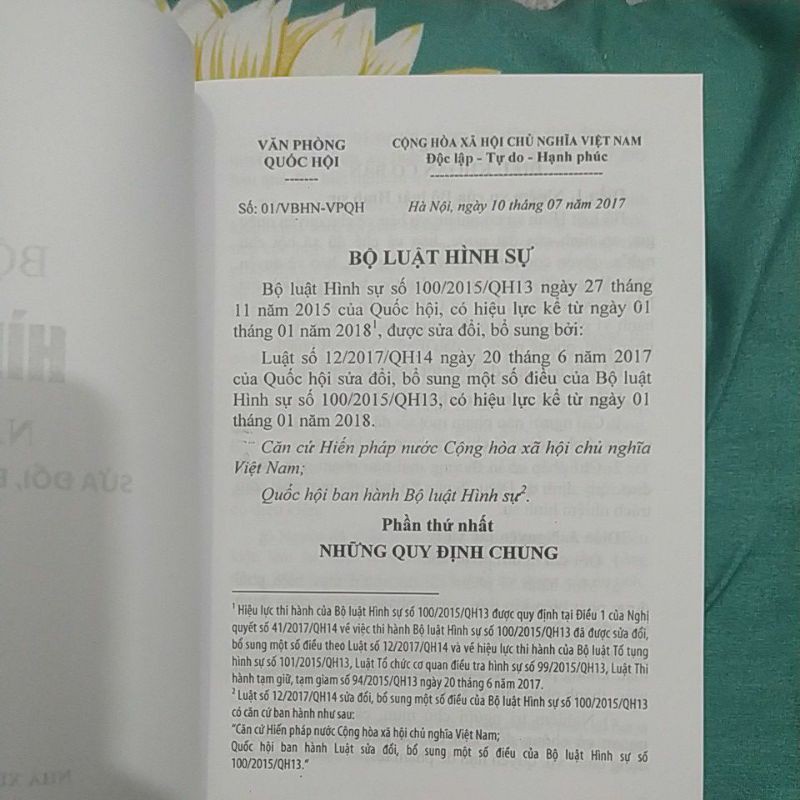 VĂN PHÒNG
QUỐC HỘI
-------
CỘNG HÒA XÃ HỘI CHỦ NGHĨA VIỆT NAM
Độc lập - Tự do - Hạnh phúc
-----------------------------------
Số: 01/VBHN-VPQH
Hà Nội, ngày 10 tháng 07 năm 2017
BỘ LUẬT HÌNH SỰ
Bộ luật Hình sự số 100/2015/QH13 ngày 27 tháng
11 năm 2015 của Quốc hội, có hiệu lực kể từ ngày 01
tháng 01 năm 2018¹, được sửa đổi, bổ sung bởi:
Luật số 12/2017/QH14 ngày 20 tháng 6 năm 2017
của Quốc hội sửa đổi, bổ sung một số điều của Bộ luật
Hình sự số 100/2015/QH13, có hiệu lực kể từ ngày 01
tháng 01 năm 2018.
Căn cứ Hiến pháp nước Cộng hòa xã hội chủ nghĩa
Việt Nam;
Quốc hội ban hành Bộ luật Hình sự².
Phần thứ nhất
NHỮNG QUY ĐỊNH CHUNG
¹ Hiệu lực thi hành của Bộ luật Hình sự số 100/2015/QH13 được quy định tại Điều 1 của Nghị
quyết số 41/2017/QH14 về việc thi hành Bộ luật Hình sự số 100/2015/QH13 đã được sửa đổi,
bổ sung một số điều theo Luật số 12/2017/QH14 và về hiệu lực thi hành của Bộ luật Tố tụng
hình sự số 101/2015/QH13, Luật Tổ chức cơ quan điều tra hình sự số 99/2015/QH13, Luật Thi
hành tạm giữ, tạm giam số 94/2015/QH13 ngày 20 tháng 6 năm 2017.
² Luật số 12/2017/QH14 sửa đổi, bổ sung một số điều của Bộ luật Hình sự số 100/2015/QH13
có căn cứ ban hành như sau:
"Căn cứ Hiến pháp nước Cộng hòa xã hội chủ nghĩa Việt Nam;
Quốc hội ban hành Luật sửa đổi, bổ sung một số điều của Bộ luật Hình sự số
100/2015/QH13."